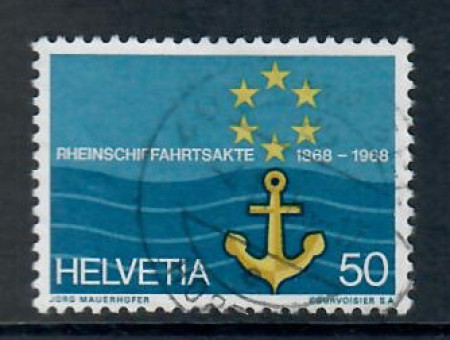 RHEINSCHIFFAHRTSAKTE 1868 – 1968
HELVETIA 50
JÖRG MAUERHOFER COURVOISIER S.A.